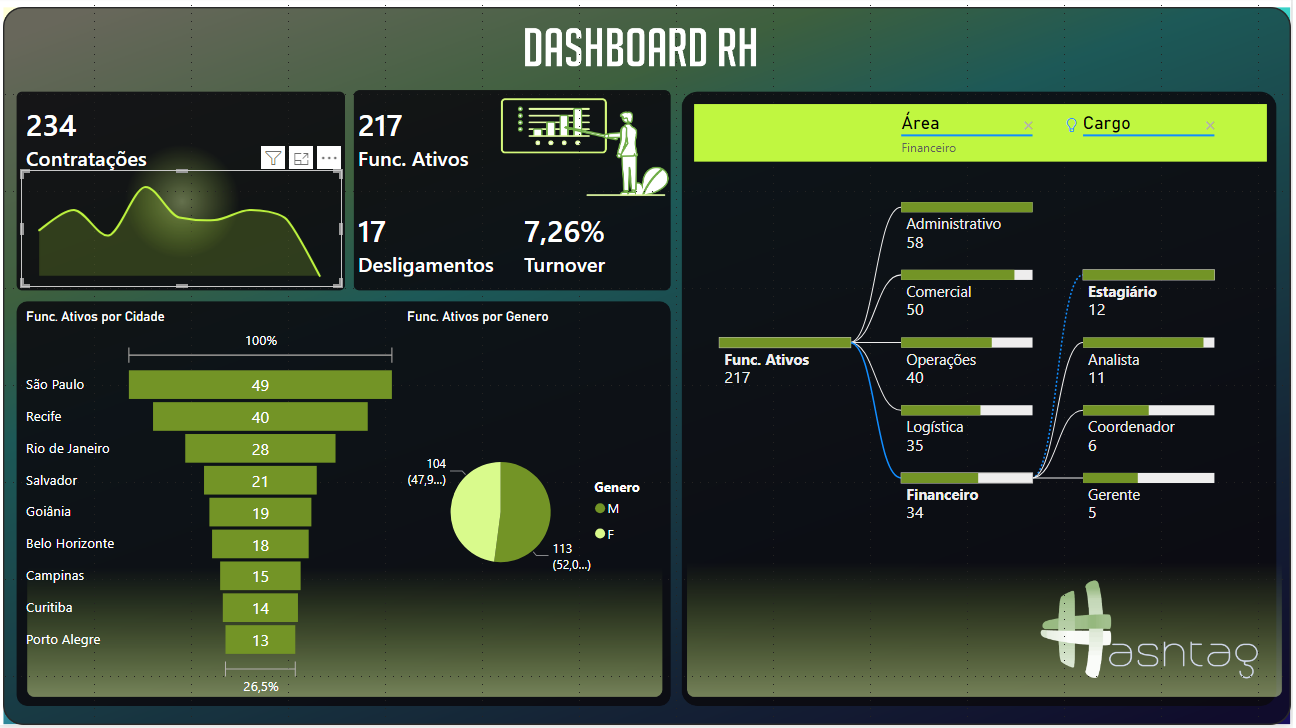 DASHBOARD RH
234
Contratações
217
Func. Ativos
17
Desligamentos
7,26%
Turnover
Func. Ativos por Cidade
100%
São Paulo 49
Recife 40
Rio de Janeiro 28
Salvador 21
Goiânia 19
Belo Horizonte 18
Campinas 15
Curitiba 14
Porto Alegre 13
26,5%
Func. Ativos por Genero
104
(47,9...)
113
(52,0...)
Genero
M
F
Área
Financeiro
Cargo
Func. Ativos
217
Administrativo
58
Comercial
50
Operações
40
Logística
35
Financeiro
34
Estagiário
12
Analista
11
Coordenador
6
Gerente
5
Hashtag